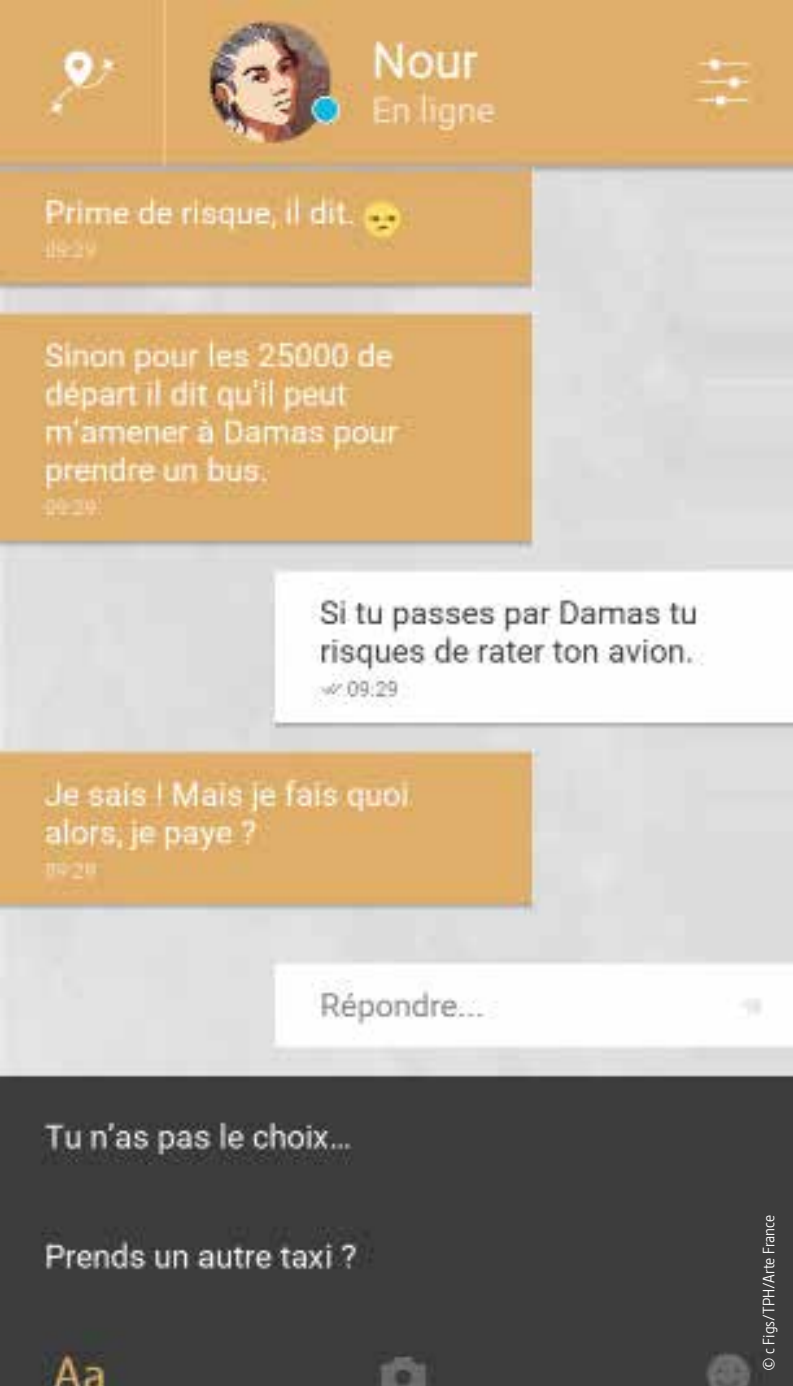 Nour
En ligne
Prime de risque, il dit.
09:29
Sinon pour les 25000 de
départ il dit qu'il peut
m'amener à Damas pour
prendre un bus.
09:29
Si tu passes par Damas tu
risques de rater ton avion.
09:29
Je sais ! Mais je fais quoi
alors, je paye ?
09:29
Répondre...
Tu n'as pas le choix...
Prends un autre taxi ?
Aa
© c Figs/TPH/Arte France